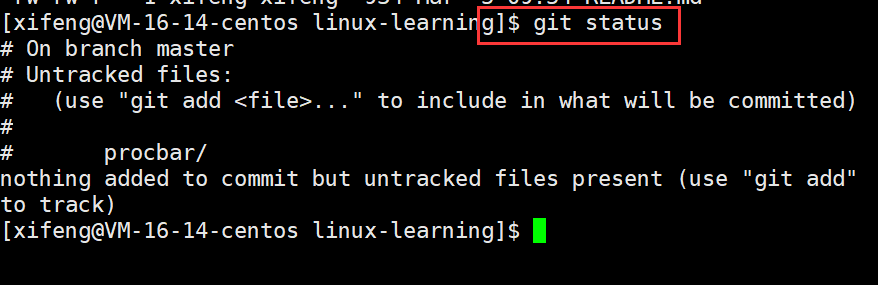 [xifeng@VM-16-14-centos linux-learning]$ git status
# On branch master
# Untracked files:
#   (use "git add <file>..." to include in what will be committed)
#
#       procbar/
nothing added to commit but untracked files present (use "git add"
to track)
[xifeng@VM-16-14-centos linux-learning]$